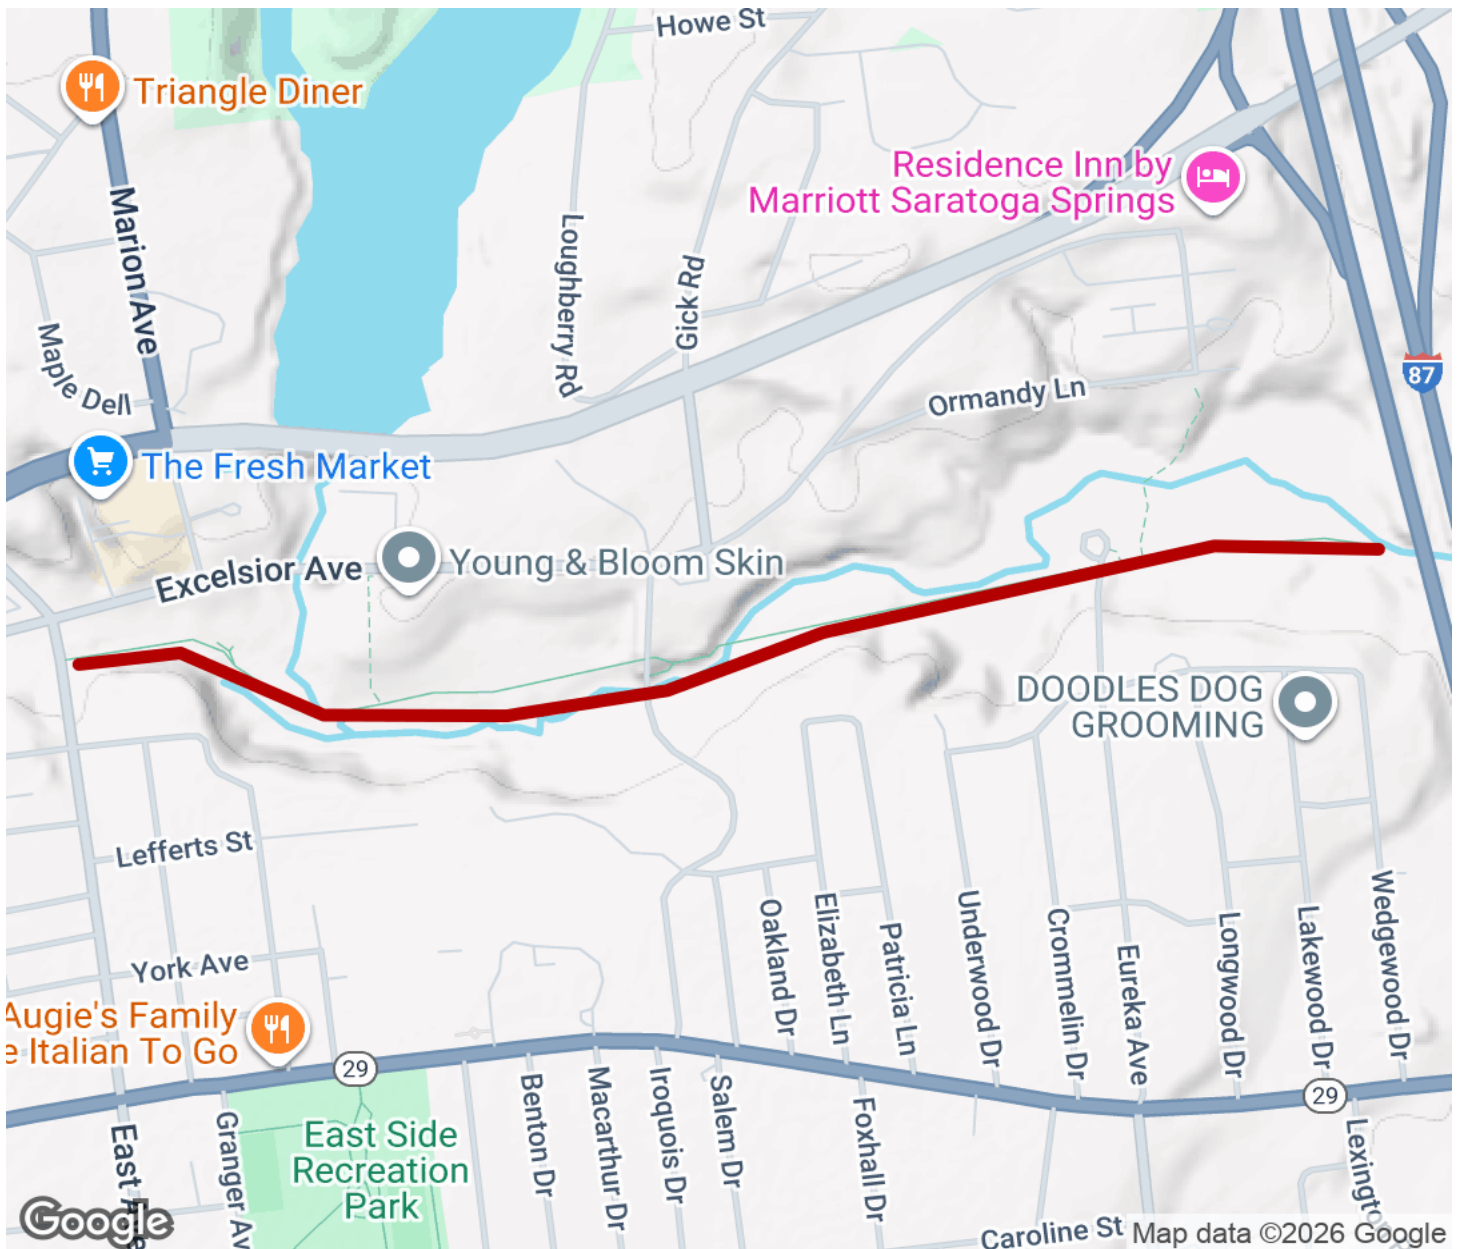 Howe St
Triangle Diner
Residence Inn by
Marriott Saratoga Springs
Marion Ave
Loughberry Rd
Gick Rd
Maple Dell
87
Ormandy Ln
The Fresh Market
Excelsior Ave
Young & Bloom Skin
DOODLES DOG
GROOMING
Lefferts St
York Ave
Oakland Dr
Elizabeth Ln
Patricia Ln
Underwood Dr
Crommelin Dr
Eureka Ave
Longwood Dr
Lakewood Dr
Wedgewood Dr
Augie's Family
e Italian To Go
29
29
Benton Dr
Macarthur Dr
Iroquois Dr
Salem Dr
Foxhall Dr
East Side
Recreation
Park
Granger Av
East
Lexingto
Caroline St
Google
Map data ©2026 Google